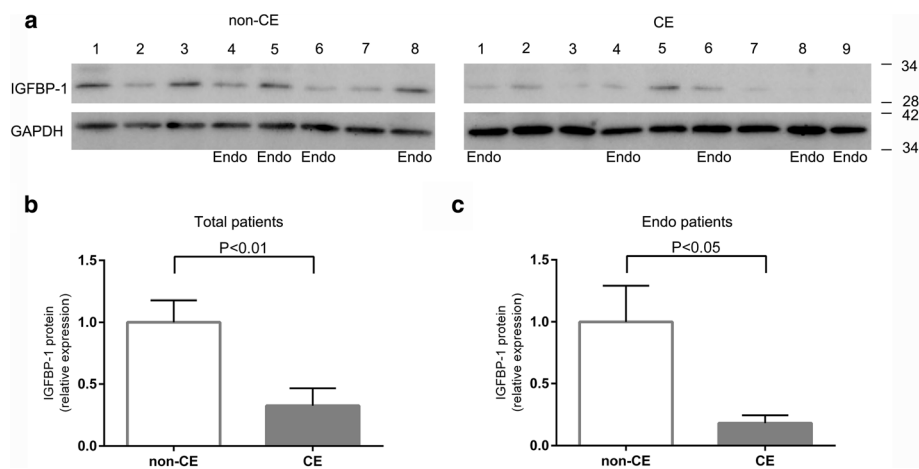 a non-CE CE
1 2 3 4 5 6 7 8 1 2 3 4 5 6 7 8 9
34
IGFBP-1
28
42
GAPDH
34
Endo Endo Endo Endo Endo Endo Endo Endo Endo
b
Total patients
P<0.01
IGFBP-1 protein
(relative expression)
1.5
1.0
0.5
0.0
non-CE CE
c
Endo patients
P<0.05
IGFBP-1 protein
(relative expression)
1.5
1.0
0.5
0.0
non-CE CE